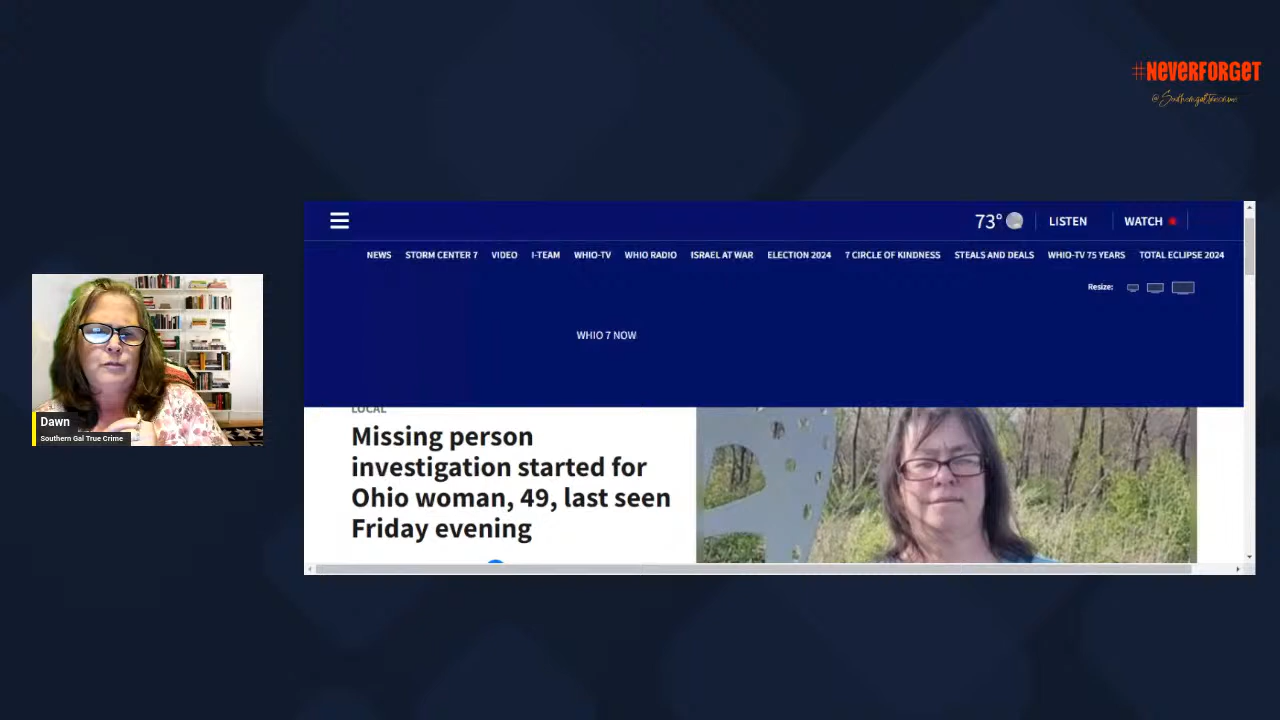 #NEVERFORGET
@Southerngaltruecrime
73°
LISTEN
WATCH
NEWS STORM CENTER 7 VIDEO I-TEAM WHIO-TV WHIO RADIO ISRAEL AT WAR ELECTION 2024 7 CIRCLE OF KINDNESS STEALS AND DEALS WHIO-TV 75 YEARS TOTAL ECLIPSE 2024
Resize:
WHIO 7 NOW
LOCAL
Missing person
investigation started for
Ohio woman, 49, last seen
Friday evening
Dawn
Southern Gal True Crime